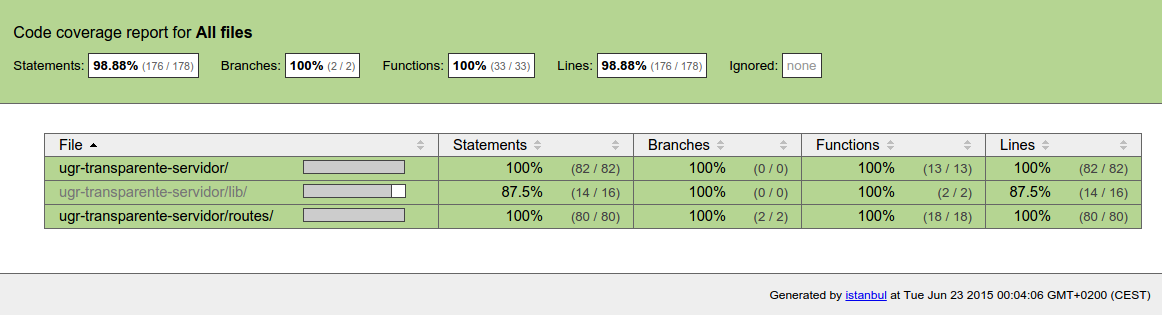 Code coverage report for All files
Statements: 98.88% (176 / 178) Branches: 100% (2 / 2) Functions: 100% (33 / 33) Lines: 98.88% (176 / 178) Ignored: none
File Statements Branches Functions Lines
ugr-transparente-servidor/ 100% (82 / 82) 100% (0 / 0) 100% (13 / 13) 100% (82 / 82)
ugr-transparente-servidor/lib/ 87.5% (14 / 16) 100% (0 / 0) 100% (2 / 2) 87.5% (14 / 16)
ugr-transparente-servidor/routes/ 100% (80 / 80) 100% (2 / 2) 100% (18 / 18) 100% (80 / 80)
Generated by istanbul at Tue Jun 23 2015 00:04:06 GMT+0200 (CEST)